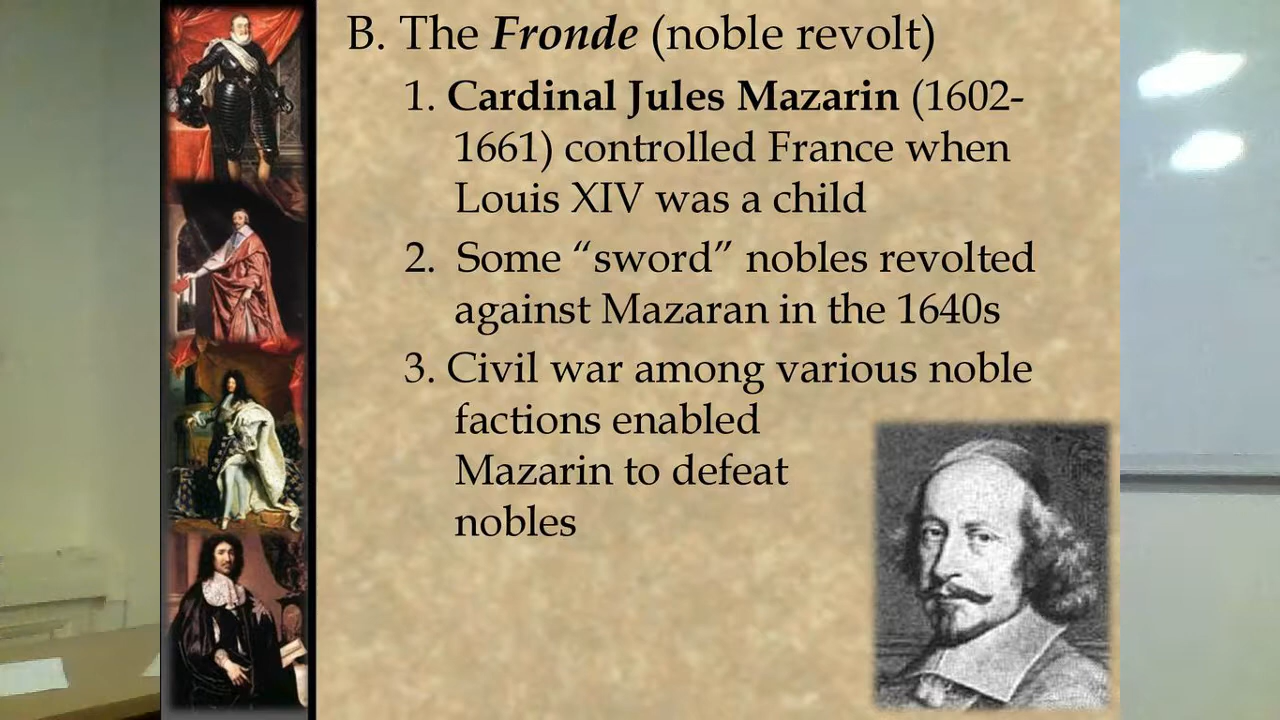 B. The Fronde (noble revolt)
1. Cardinal Jules Mazarin (1602-
1661) controlled France when
Louis XIV was a child
2. Some “sword” nobles revolted
against Mazaran in the 1640s
3. Civil war among various noble
factions enabled
Mazarin to defeat
nobles